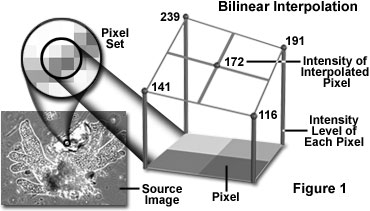 Bilinear Interpolation
239
Pixel
Set
191
172
Intensity of
Interpolated
Pixel
141
116
Intensity
Level of
Each Pixel
Source
Image
Pixel
Figure 1